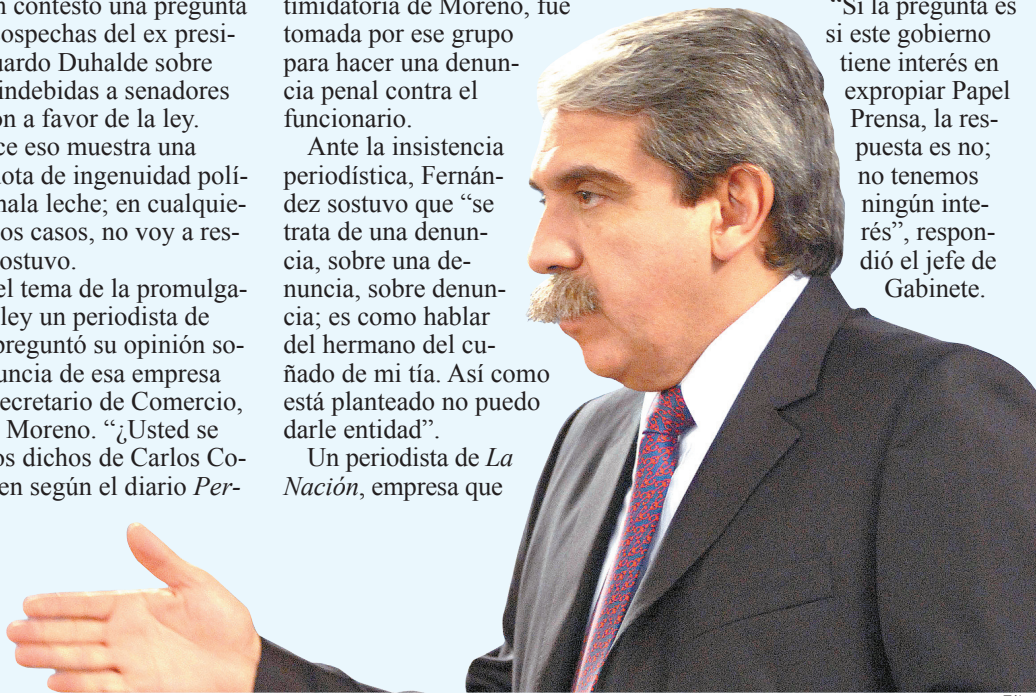 contestó una pregunta
ospechas del ex presi-
uardo Duhalde sobre
indebidas a senadores
a favor de la ley.
ce eso muestra una
ota de ingenuidad polí-
mala leche; en cualquie-
os casos, no voy a res-
ostuvo.
el tema de la promulga-
ley un periodista de
preguntó su opinión so-
uncia de esa empresa
ecretario de Comercio,
Moreno. “¿Usted se
os dichos de Carlos Co-
en según el diario Per-
timidatoria de Moreno, fue
tomada por ese grupo
para hacer una denun-
cia penal contra el
funcionario.
Ante la insistencia
periodística, Fernán-
dez sostuvo que “se
trata de una denun-
cia, sobre una de-
nuncia, sobre denun-
cia; es como hablar
del hermano del cu-
ñado de mi tía. Así como
está planteado no puedo
darle entidad”.
Un periodista de La
Nación, empresa que
“Si la pregunta es
si este gobierno
tiene interés en
expropiar Papel
Prensa, la res-
puesta es no;
no tenemos
ningún inte-
rés”, respon-
dió el jefe de
Gabinete.